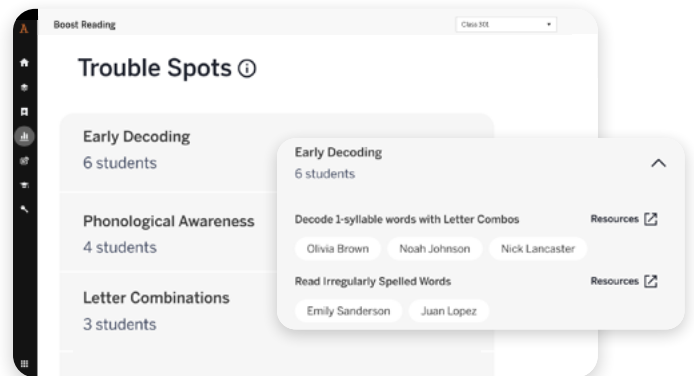 Boost Reading
Class 301
Trouble Spots
Early Decoding
6 students
Phonological Awareness
4 students
Letter Combinations
3 students
Early Decoding
6 students
Decode 1-syllable words with Letter Combos Resources
Olivia Brown Noah Johnson Nick Lancaster
Read Irregularly Spelled Words Resources
Emily Sanderson Juan Lopez